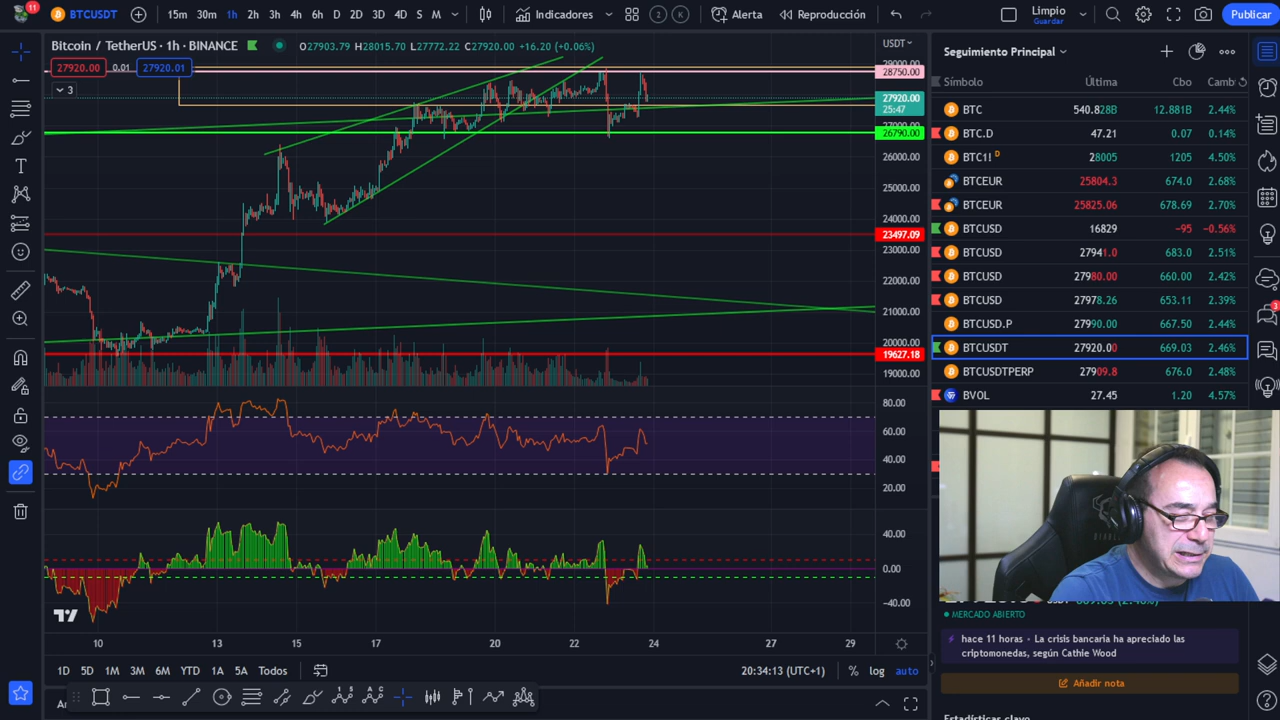 11
BTCUSDT
15m 30m 1h 2h 3h 4h 6h D 2D 3D 4D S M
Indicadores
2 K
Alerta
Reproducción
Limpio
Guardar
Publicar
Bitcoin / TetherUS · 1h · BINANCE
O27903.79 H28015.70 L27772.22 C27920.00 +16.20 (+0.06%)
USDT
27920.00 0.01 27920.01
3
29000.00
28750.00
27920.00
25:47
27000.00
26790.00
26000.00
25000.00
24000.00
23497.09
23000.00
22000.00
21000.00
20000.00
19627.18
19000.00
80.00
60.00
40.00
20.00
40.00
0.00
−40.00
10 13 15 17 20 22 24 27 29
1D 5D 1M 3M 6M YTD 1A 5A Todos
20:34:13 (UTC+1)
% log auto
Seguimiento Principal
Símbolo Última Cbo Camb
BTC 540.828B 12.881B 2.44%
BTC.D 47.21 0.07 0.14%
BTC1! D 28005 1205 4.50%
BTCEUR 25804.3 674.0 2.68%
BTCEUR 25825.06 678.69 2.70%
BTCUSD 16829 −95 −0.56%
BTCUSD 27941.0 683.0 2.51%
BTCUSD 27980.00 660.00 2.42%
BTCUSD 27978.26 653.11 2.39%
BTCUSD.P 27990.00 667.50 2.44%
BTCUSDT 27920.00 669.03 2.46%
BTCUSDTPERP 27909.8 676.0 2.48%
BVOL 27.45 1.20 4.57%
3
MERCADO ABIERTO
hace 11 horas · La crisis bancaria ha apreciado las
criptomonedas, según Cathie Wood
Añadir nota